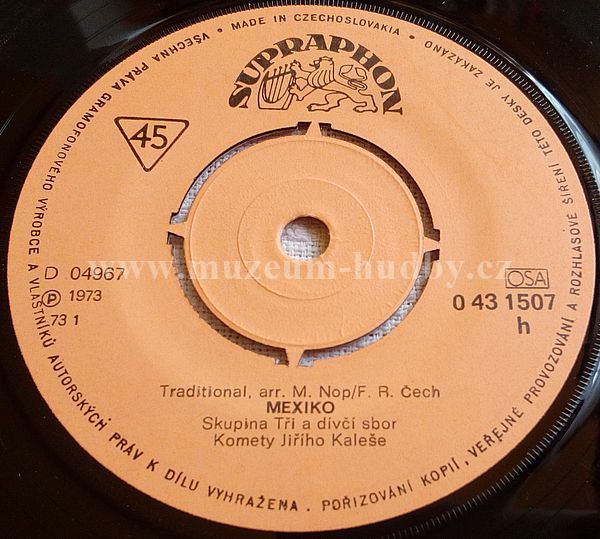 VŠECHNA PRÁVA GRAMOFONOVÉHO VÝROBCE A VLASTNÍKŮ AUTORSKÝCH PRÁV K DÍLU VYHRAŽENA. POŘIZOVÁNÍ KOPIÍ, VEŘEJNÉ PROVOZOVÁNÍ A ROZHLASOVÉ ŠÍŘENÍ TÉTO DESKY JE ZAKÁZÁNO • MADE IN CZECHOSLOVAKIA •
SUPRAPHON
45
www.muzeum-hudby.cz
D 04967
Ⓟ 1973
73 1
OSA
0 43 1507
h
Traditional, arr. M. Nop/F. R. Čech
MEXIKO
Skupina Tři a dívčí sbor
Komety Jiřího Kaleše